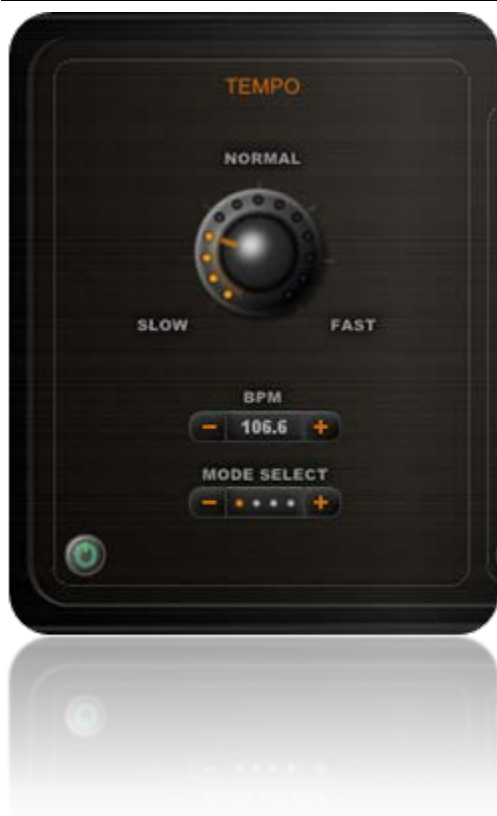 TEMPO
NORMAL
SLOW FAST
BPM
− 106.6 +
MODE SELECT
− +